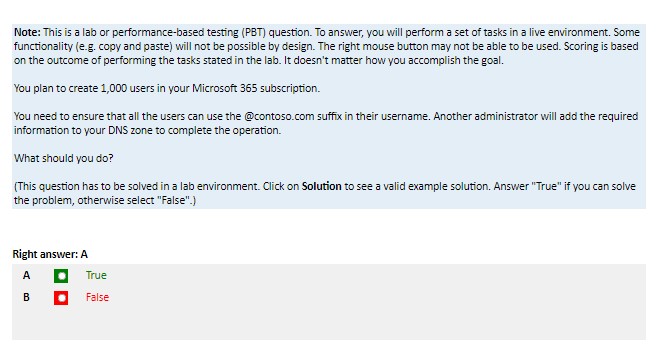 Note: This is a lab or performance-based testing (PBT) question. To answer, you will perform a set of tasks in a live environment. Some
functionality (e.g. copy and paste) will not be possible by design. The right mouse button may not be able to be used. Scoring is based
on the outcome of performing the tasks stated in the lab. It doesn't matter how you accomplish the goal.
You plan to create 1,000 users in your Microsoft 365 subscription.
You need to ensure that all the users can use the @contoso.com suffix in their username. Another administrator will add the required
information to your DNS zone to complete the operation.
What should you do?
(This question has to be solved in a lab environment. Click on Solution to see a valid example solution. Answer "True" if you can solve
the problem, otherwise select "False".)
Right answer: A
A True
B False